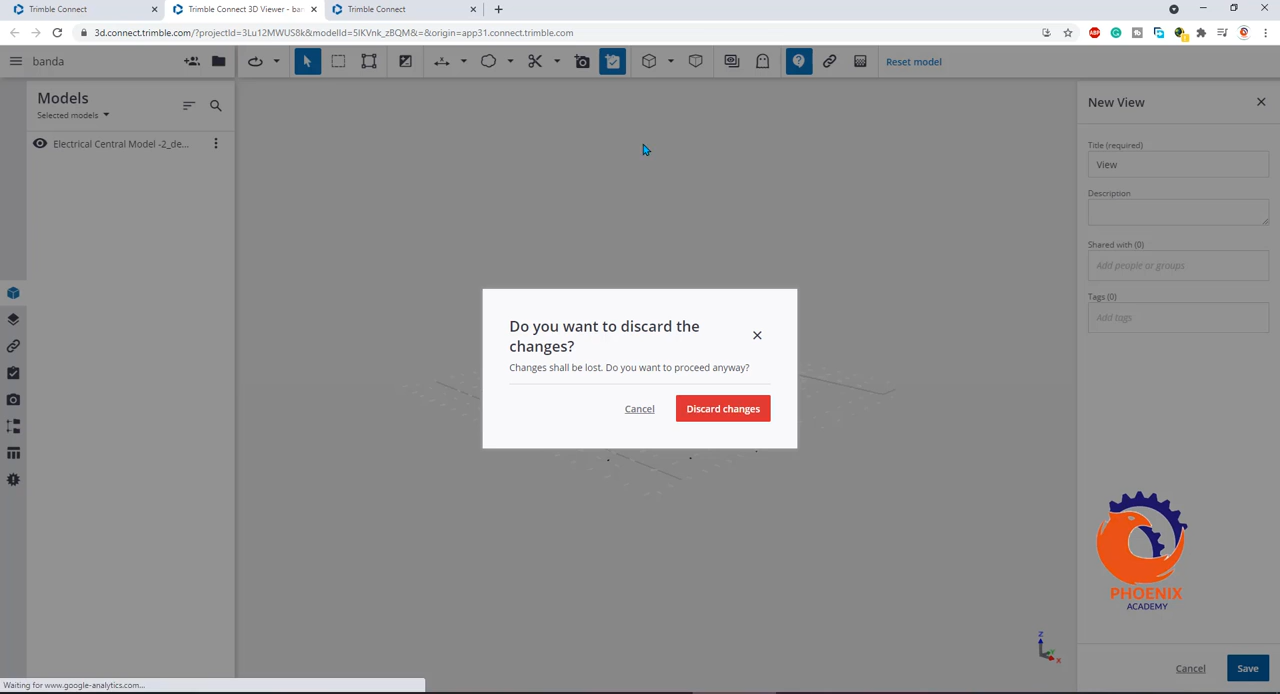 Trimble Connect
Trimble Connect 3D Viewer - ban
Trimble Connect
3d.connect.trimble.com/?projectId=3Lu12MWUS8k&modelId=5IKVnk_z8QM&=&origin=app31.connect.trimble.com
banda
Reset model
Models
Selected models
Electrical Central Model -2_de...
New View
Title (required)
View
Description
Shared with (0)
Add people or groups
Tags (0)
Add tags
Do you want to discard the
changes?
Changes shall be lost. Do you want to proceed anyway?
Cancel
Discard changes
PHOENIX
ACADEMY
Z
Y
X
Cancel
Save
Waiting for www.google-analytics.com...